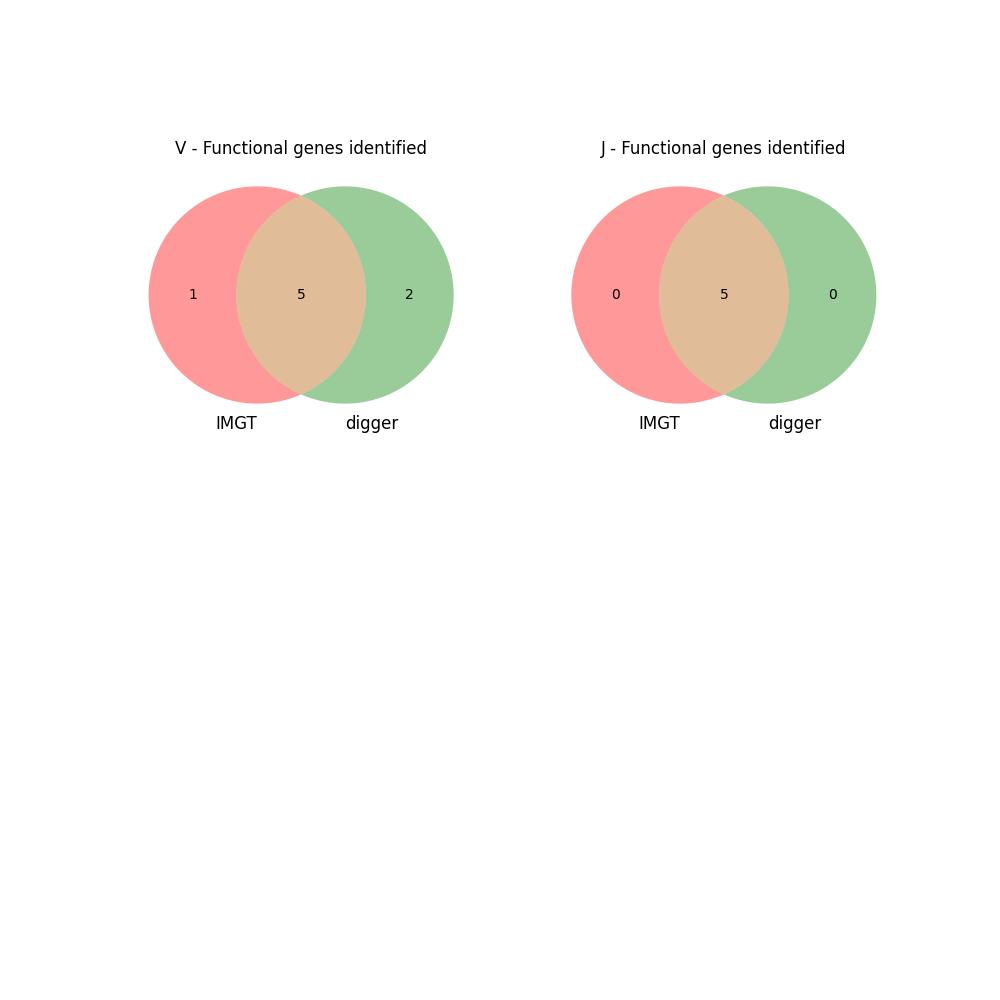 V - Functional genes identified
1
5
2
IMGT
digger
J - Functional genes identified
0
5
0
IMGT
digger